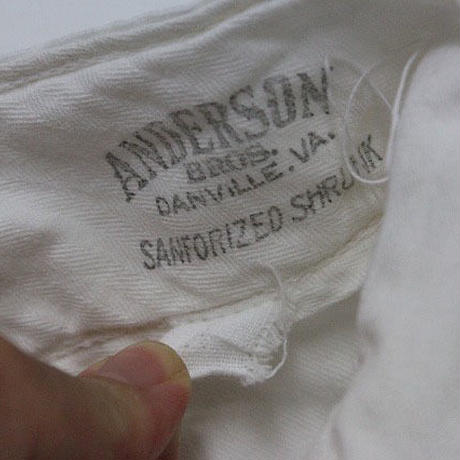 ANDERSON
BROS.
DANVILLE. VA.
SANFORIZED SHRUNK